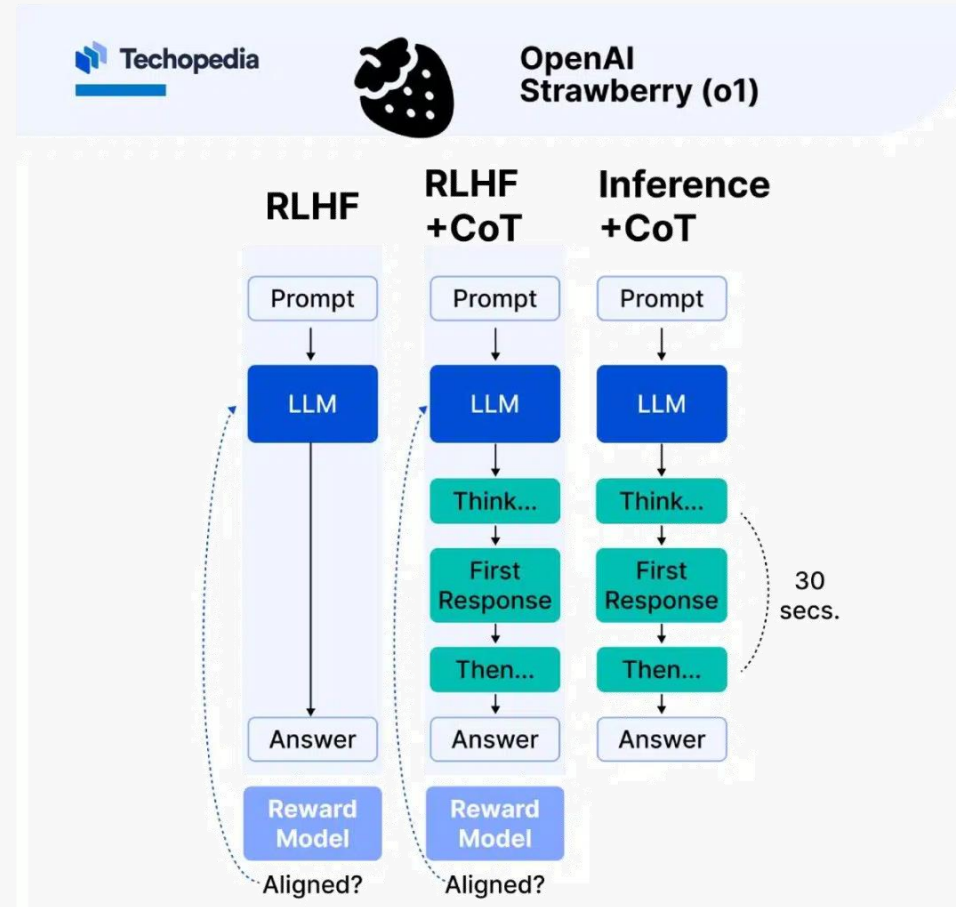 Techopedia
OpenAI
Strawberry (o1)
RLHF
Prompt
LLM
Answer
Reward
Model
Aligned?
RLHF
+CoT
Prompt
LLM
Think...
First
Response
Then...
Answer
Reward
Model
Aligned?
Inference
+CoT
Prompt
LLM
Think...
First
Response
Then...
Answer
30
secs.